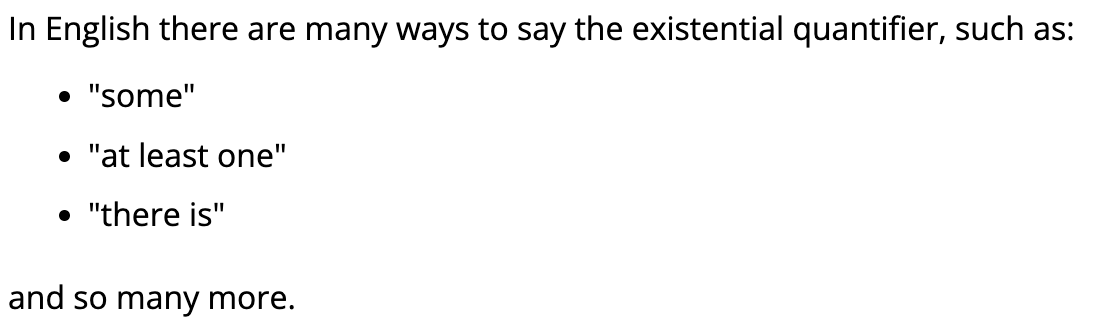 In English there are many ways to say the existential quantifier, such as:
• "some"
• "at least one"
• "there is"
and so many more.